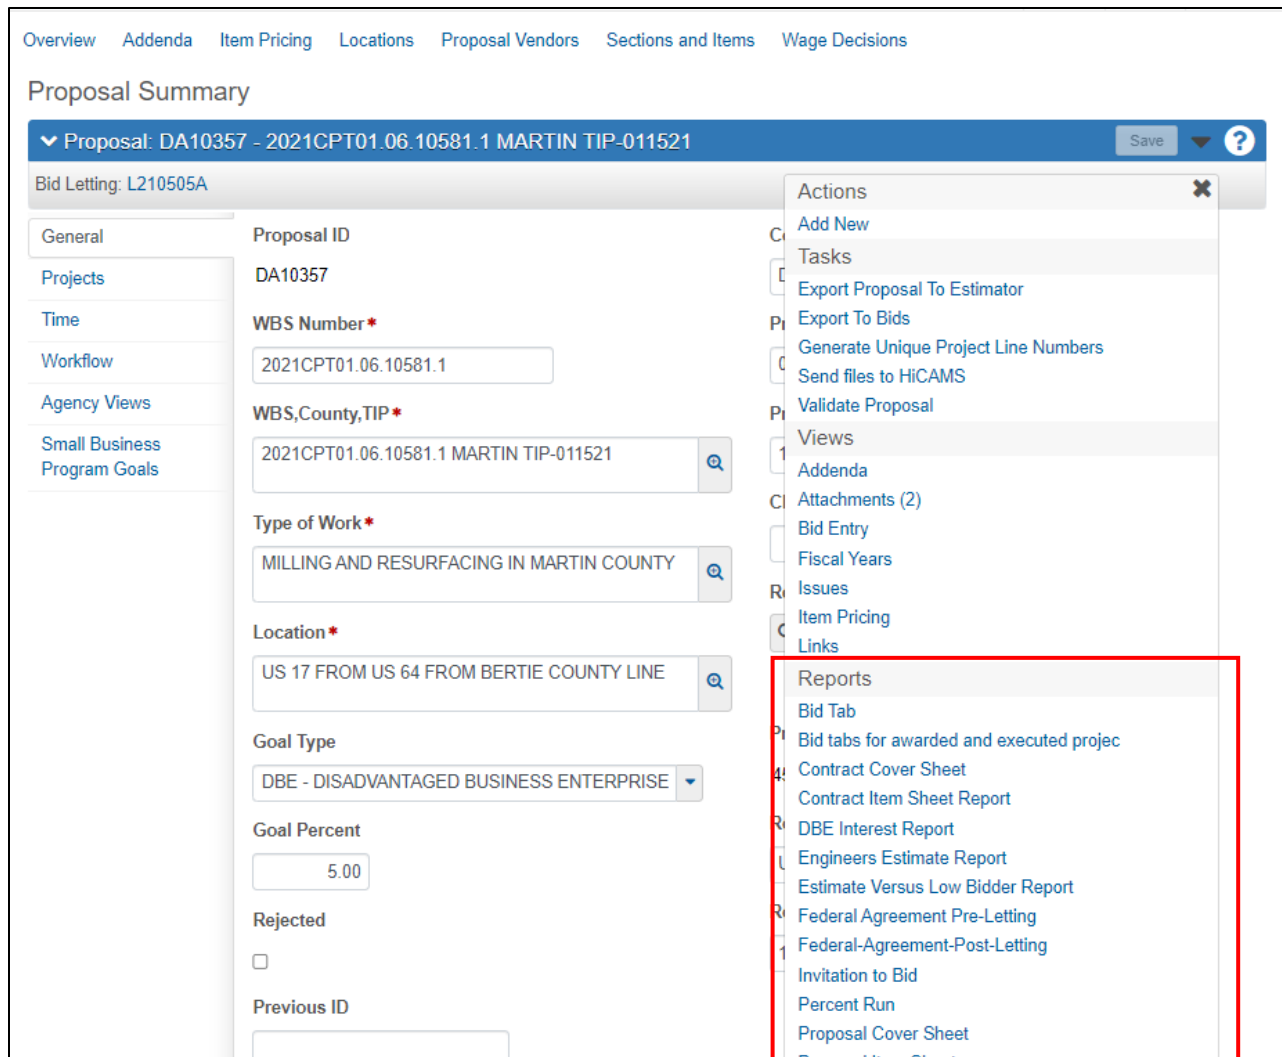 Overview Addenda Item Pricing Locations Proposal Vendors Sections and Items Wage Decisions
Proposal Summary
Proposal: DA10357 - 2021CPT01.06.10581.1 MARTIN TIP-011521
Save
?
Bid Letting: L210505A
General
Projects
Time
Workflow
Agency Views
Small Business
Program Goals
Proposal ID
DA10357
WBS Number*
2021CPT01.06.10581.1
WBS,County,TIP*
2021CPT01.06.10581.1 MARTIN TIP-011521
Type of Work*
MILLING AND RESURFACING IN MARTIN COUNTY
Location*
US 17 FROM US 64 FROM BERTIE COUNTY LINE
Goal Type
DBE - DISADVANTAGED BUSINESS ENTERPRISE
Goal Percent
5.00
Rejected
Previous ID
Actions
Add New
Tasks
Export Proposal To Estimator
Export To Bids
Generate Unique Project Line Numbers
Send files to HiCAMS
Validate Proposal
Views
Addenda
Attachments (2)
Bid Entry
Fiscal Years
Issues
Item Pricing
Links
Reports
Bid Tab
Bid tabs for awarded and executed projec
Contract Cover Sheet
Contract Item Sheet Report
DBE Interest Report
Engineers Estimate Report
Estimate Versus Low Bidder Report
Federal Agreement Pre-Letting
Federal-Agreement-Post-Letting
Invitation to Bid
Percent Run
Proposal Cover Sheet